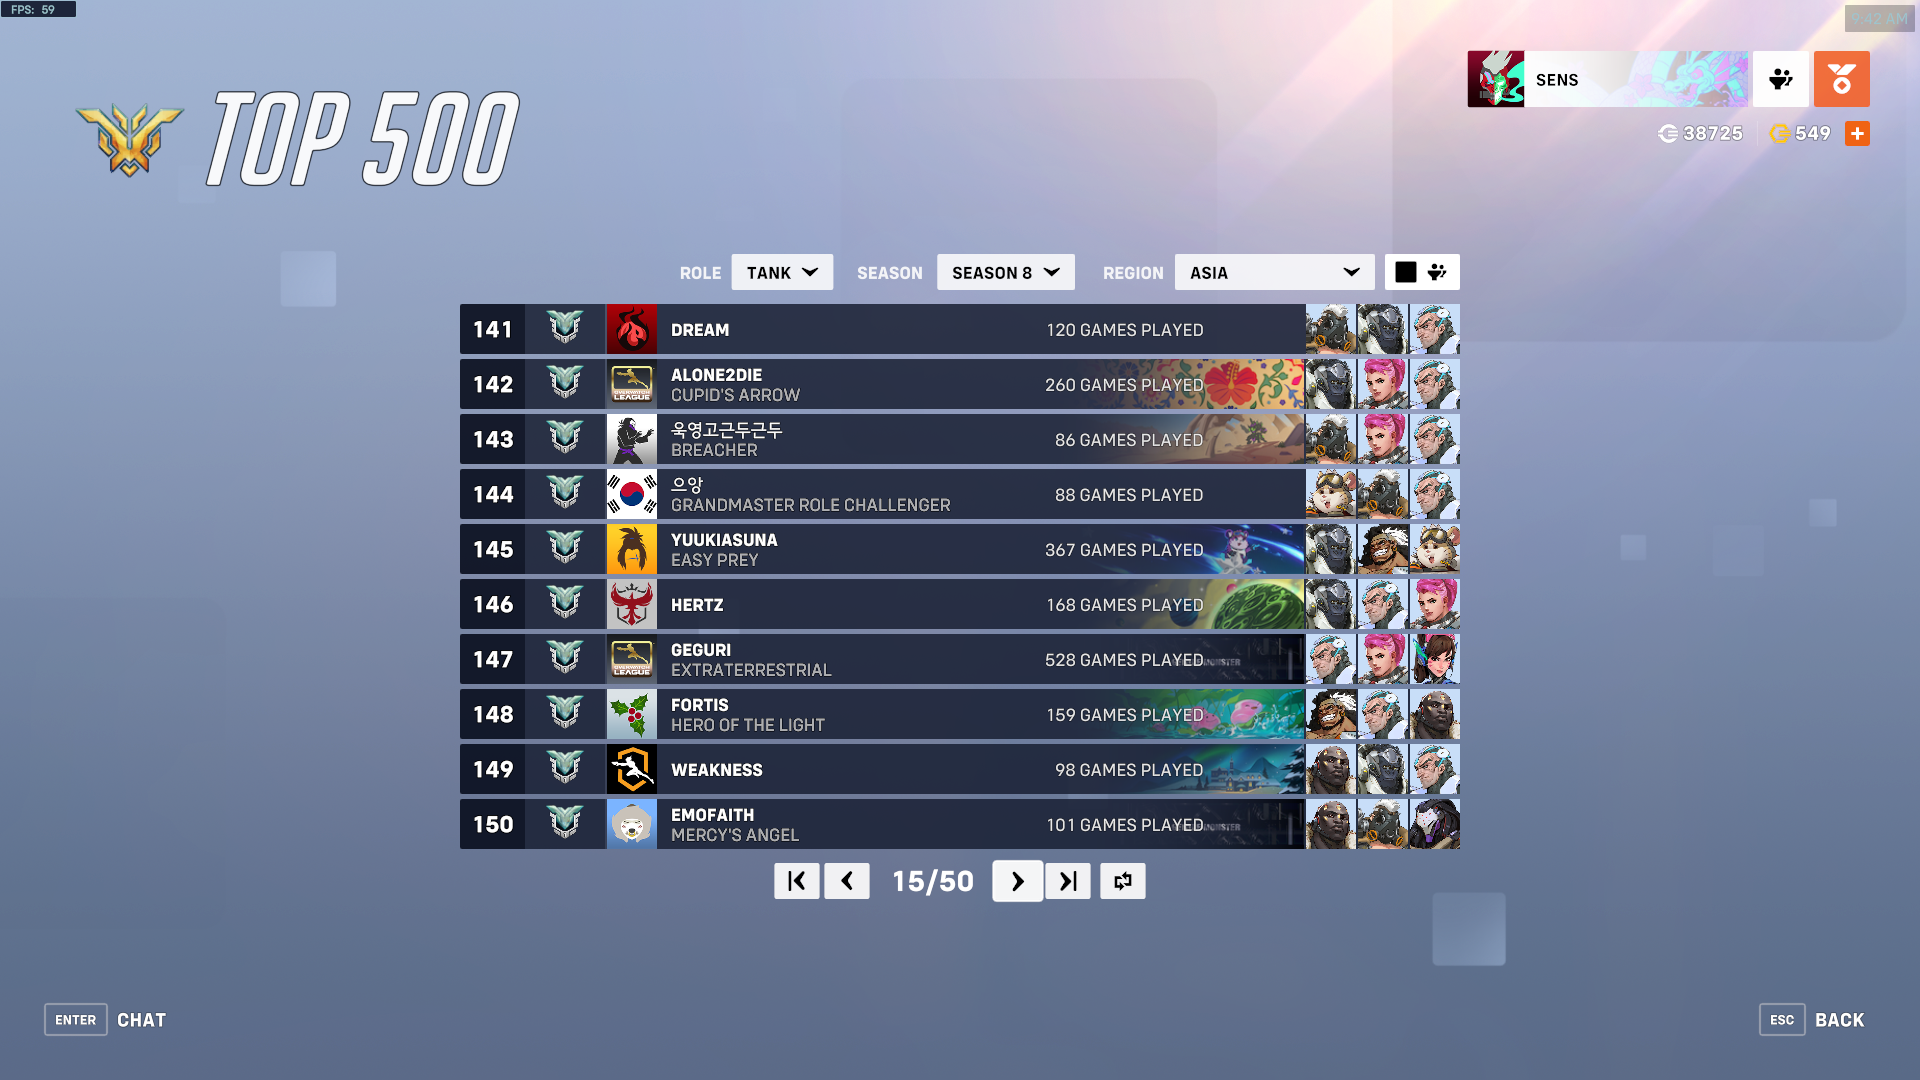 FPS: 59
9:42 AM
TOP 500
SENS
38725
549
ROLE TANK SEASON SEASON 8 REGION ASIA
141 DREAM 120 GAMES PLAYED
142 ALONE2DIE 260 GAMES PLAYED
CUPID'S ARROW
143 욱영고근두근두 86 GAMES PLAYED
BREACHER
144 으앙 88 GAMES PLAYED
GRANDMASTER ROLE CHALLENGER
145 YUUKIASUNA 367 GAMES PLAYED
EASY PREY
146 HERTZ 168 GAMES PLAYED
147 GEGURI 528 GAMES PLAYED
EXTRATERRESTRIAL
148 FORTIS 159 GAMES PLAYED
HERO OF THE LIGHT
149 WEAKNESS 98 GAMES PLAYED
150 EMOFAITH 101 GAMES PLAYED
MERCY'S ANGEL
15/50
ENTER CHAT
ESC BACK